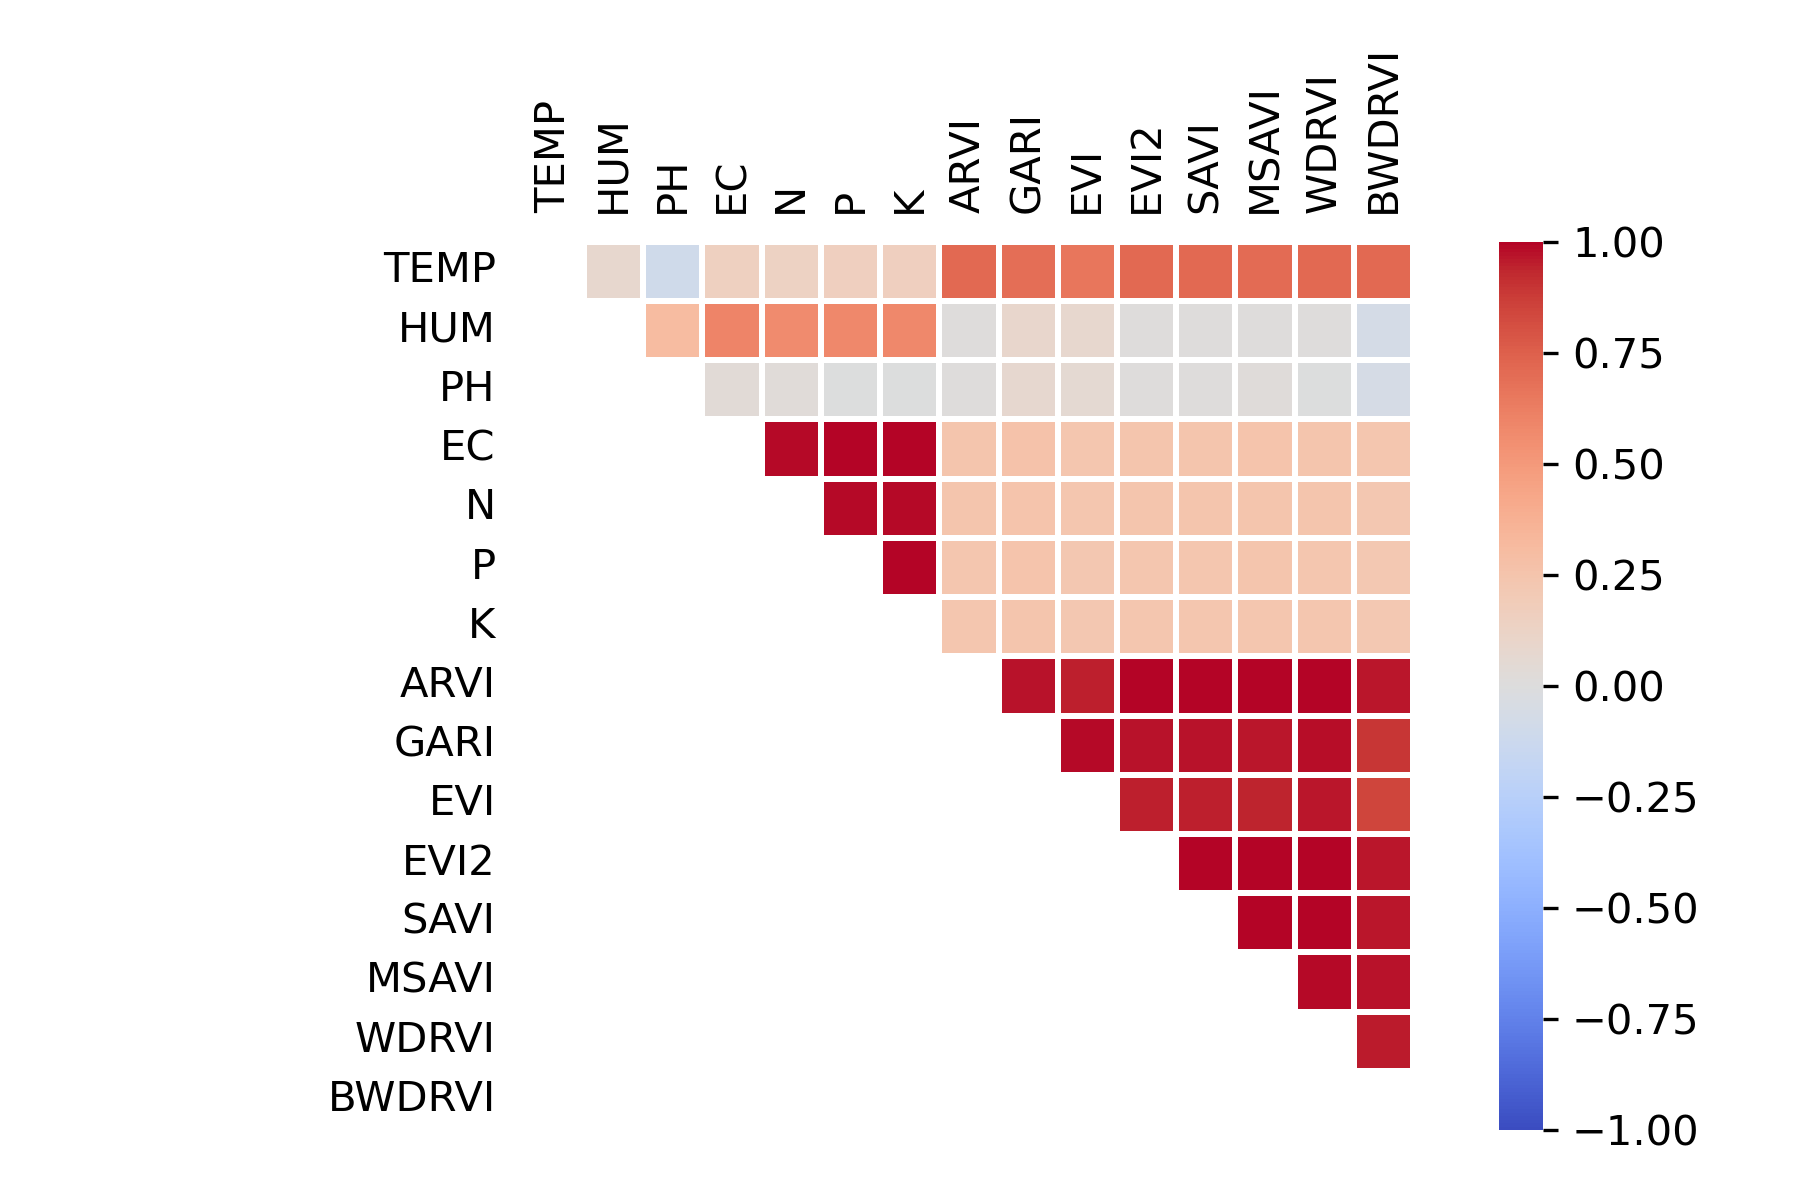 TEMP
HUM
PH
EC
N
P
K
ARVI
GARI
EVI
EVI2
SAVI
MSAVI
WDRVI
BWDRVI
TEMP
HUM
PH
EC
N
P
K
ARVI
GARI
EVI
EVI2
SAVI
MSAVI
WDRVI
BWDRVI
1.00
0.75
0.50
0.25
0.00
−0.25
−0.50
−0.75
−1.00